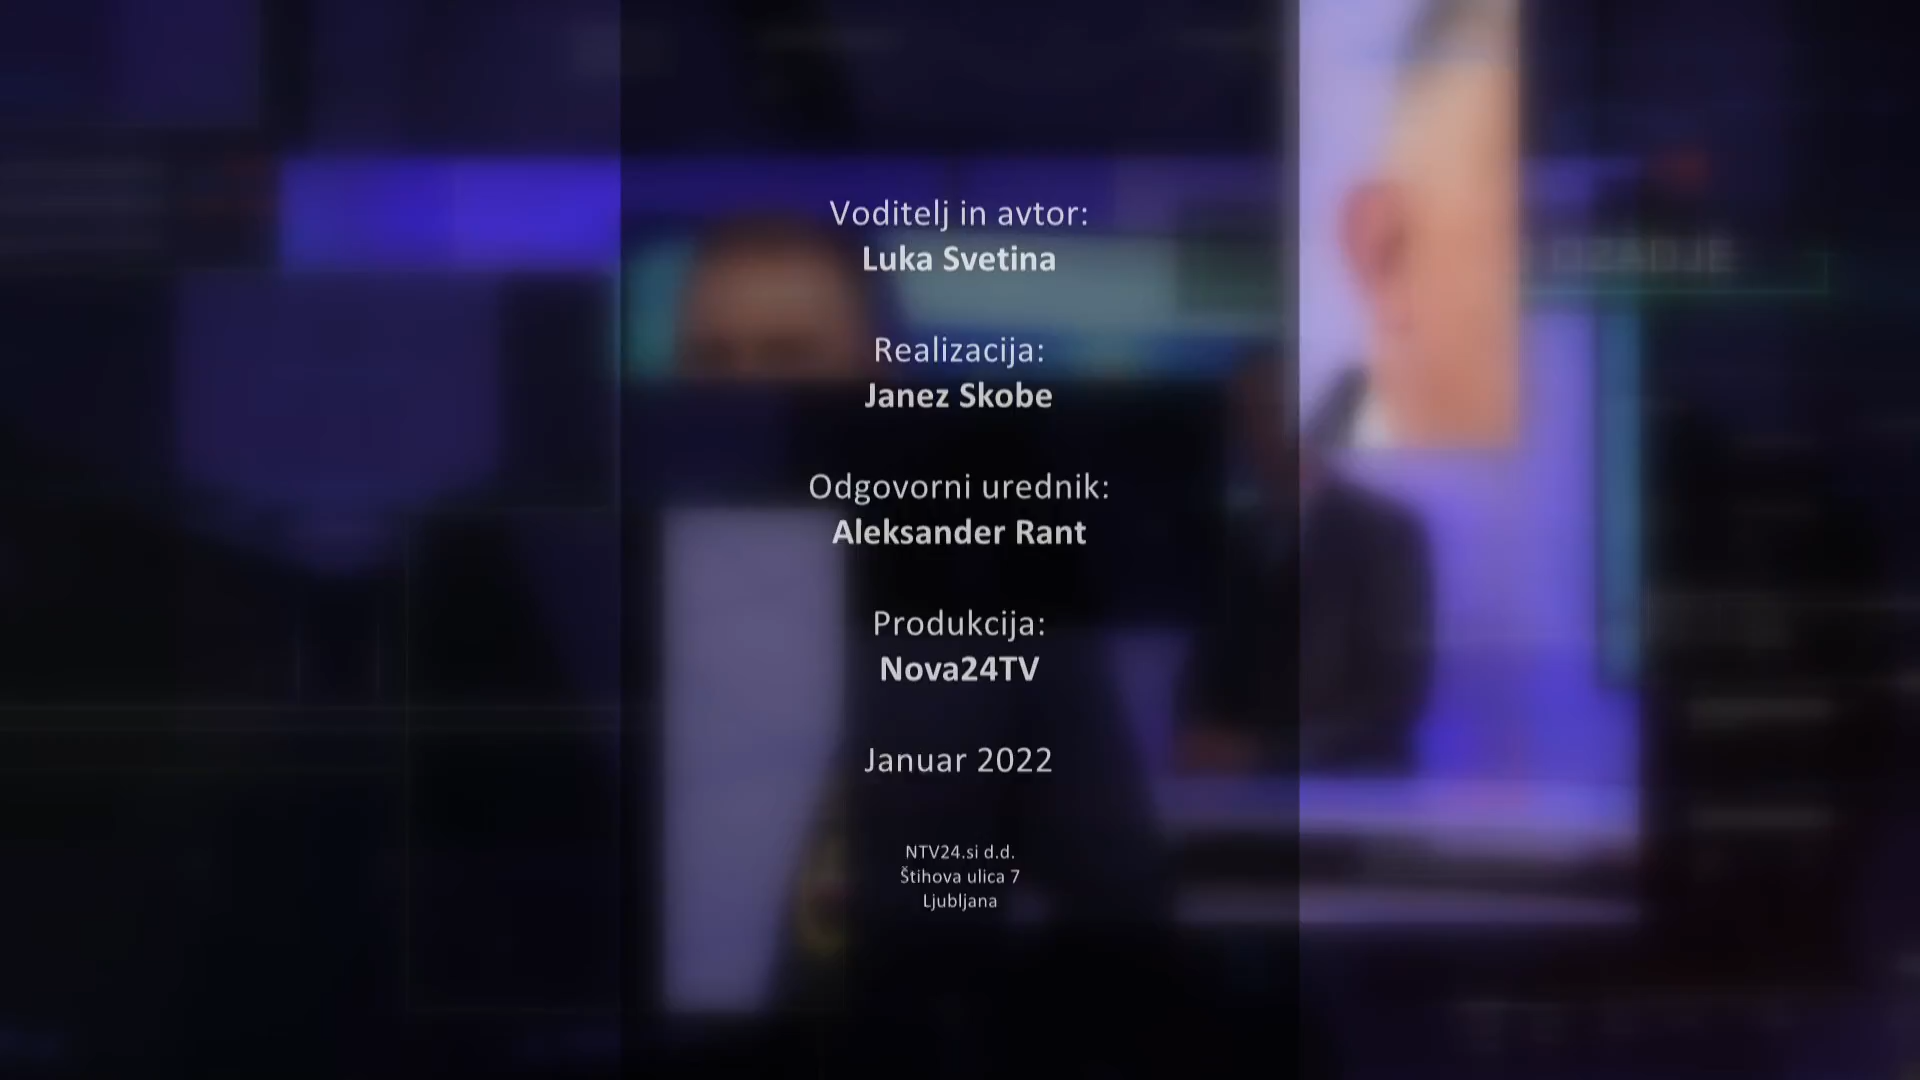 Voditelj in avtor:
Luka Svetina
Realizacija:
Janez Skobe
Odgovorni urednik:
Aleksander Rant
Produkcija:
Nova24TV
Januar 2022
NTV24.si d.d.
Štihova ulica 7
Ljubljana
OZADJE